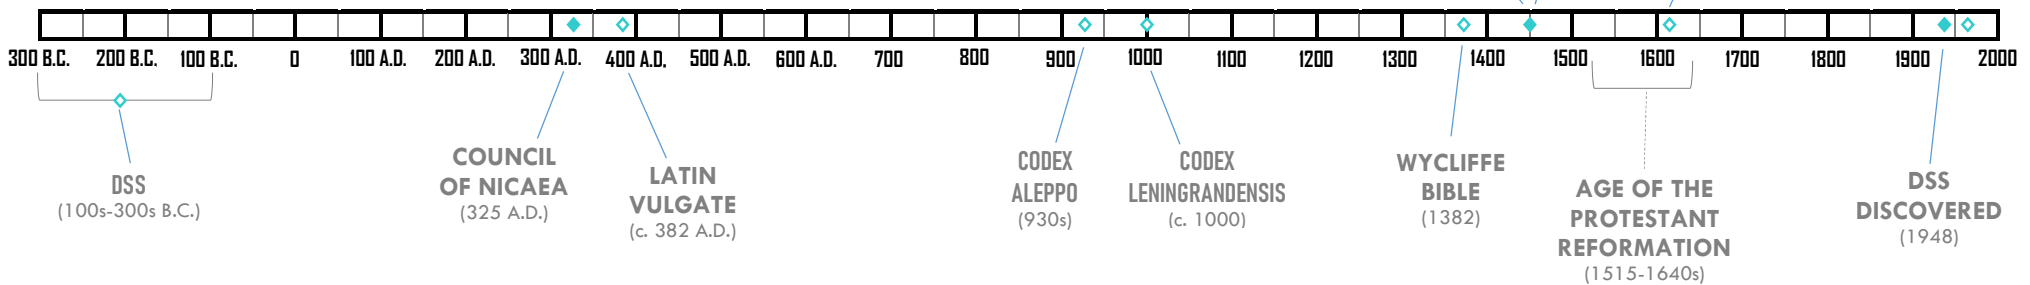 300 B.C. 200 B.C. 100 B.C. 0 100 A.D. 200 A.D. 300 A.D. 400 A.D. 500 A.D. 600 A.D. 700 800 900 1000 1100 1200 1300 1400 1500 1600 1700 1800 1900 2000
DSS
(100s-300s B.C.)
COUNCIL
OF NICAEA
(325 A.D.)
LATIN
VULGATE
(c. 382 A.D.)
CODEX
ALEPPO
(930s)
CODEX
LENINGRANDENSIS
(c. 1000)
WYCLIFFE
BIBLE
(1382)
AGE OF THE
PROTESTANT
REFORMATION
(1515-1640s)
DSS
DISCOVERED
(1948)